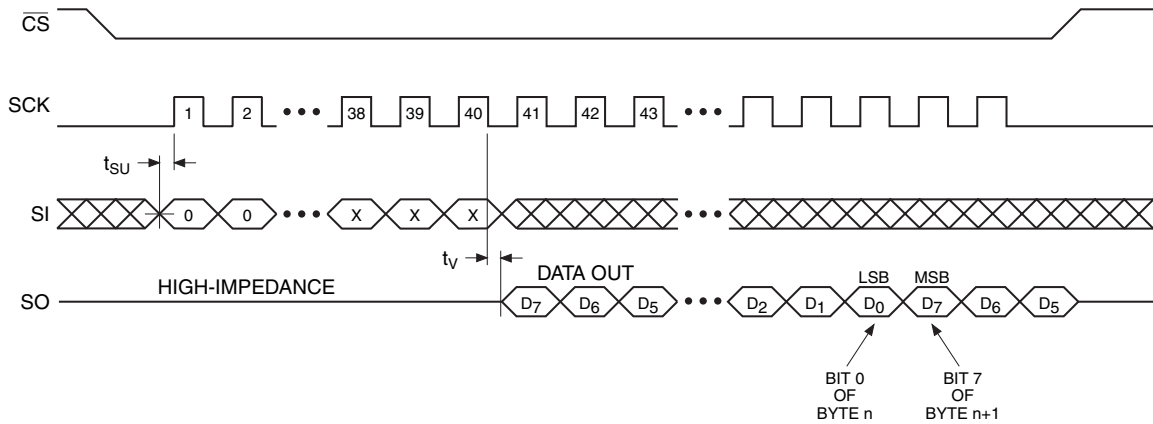 CS
SCK
1 2 ••• 38 39 40 41 42 43 •••
tSU
SI
0 0 ••• X X X •••
tV
DATA OUT
HIGH-IMPEDANCE
LSB MSB
SO
D7 D6 D5 ••• D2 D1 D0 D7 D6 D5
BIT 0
OF
BYTE n
BIT 7
OF
BYTE n+1